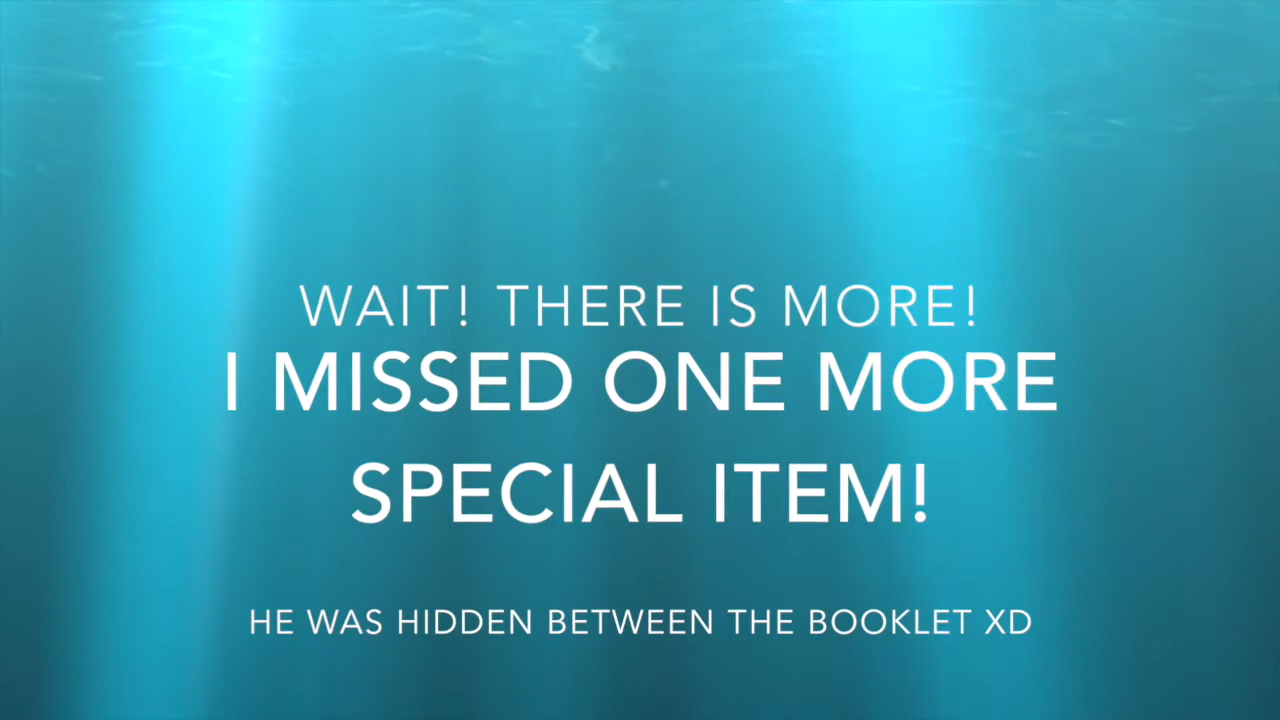 WAIT! THERE IS MORE!
I MISSED ONE MORE
SPECIAL ITEM!
HE WAS HIDDEN BETWEEN THE BOOKLET XD